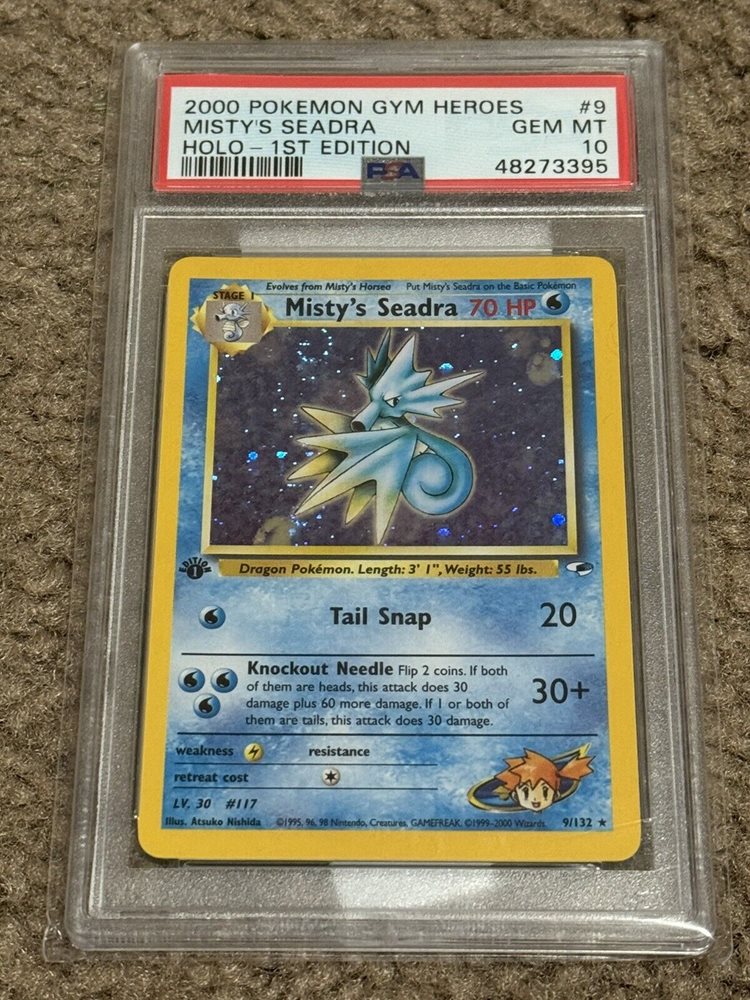 2000 POKEMON GYM HEROES #9
MISTY'S SEADRA GEM MT
HOLO – 1ST EDITION 10
PSA 48273395
Evolves from Misty's Horsea Put Misty's Seadra on the Basic Pokémon
STAGE 1
Misty's Seadra 70 HP
EDITION 1
Dragon Pokémon. Length: 3' 1", Weight: 55 lbs.
Tail Snap 20
Knockout Needle Flip 2 coins. If both
of them are heads, this attack does 30
damage plus 60 more damage. If 1 or both of
them are tails, this attack does 30 damage.
30+
weakness resistance
retreat cost
LV. 30 #117
Illus. Atsuko Nishida ©1995, 96, 98 Nintendo, Creatures, GAMEFREAK. ©1999-2000 Wizards. 9/132 ★